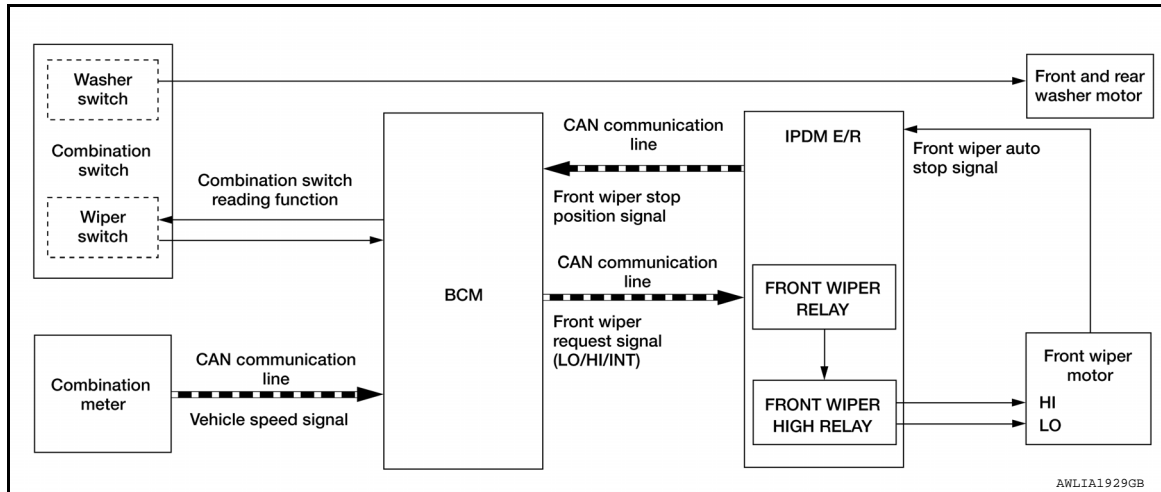 Washer
switch
Combination
switch
Wiper
switch
Combination switch
reading function
Combination
meter
CAN communication
line
Vehicle speed signal
BCM
CAN communication
line
Front wiper stop
position signal
CAN communication
line
Front wiper
request signal
(LO/HI/INT)
IPDM E/R
FRONT WIPER
RELAY
FRONT WIPER
HIGH RELAY
Front and rear
washer motor
Front wiper auto
stop signal
Front wiper
motor
HI
LO
AWLIA1929GB